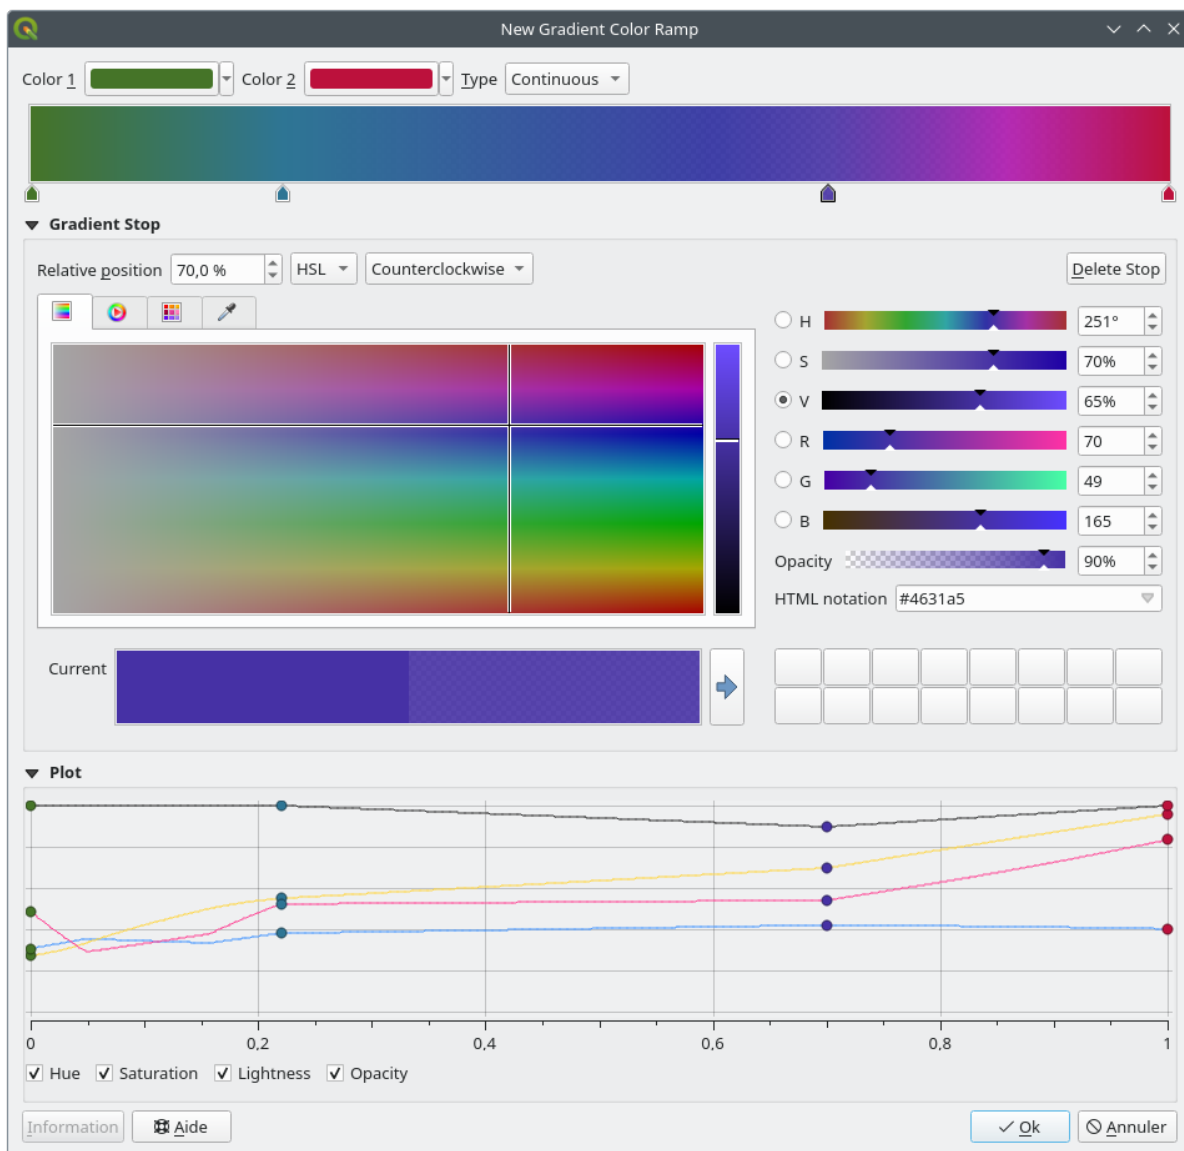 New Gradient Color Ramp
Color 1 Color 2 Type Continuous
Gradient Stop
Relative position 70,0 % HSL Counterclockwise Delete Stop
H 251°
S 70%
V 65%
R 70
G 49
B 165
Opacity 90%
HTML notation #4631a5
Current
Plot
0 0,2 0,4 0,6 0,8 1
Hue Saturation Lightness Opacity
Information Aide Ok Annuler